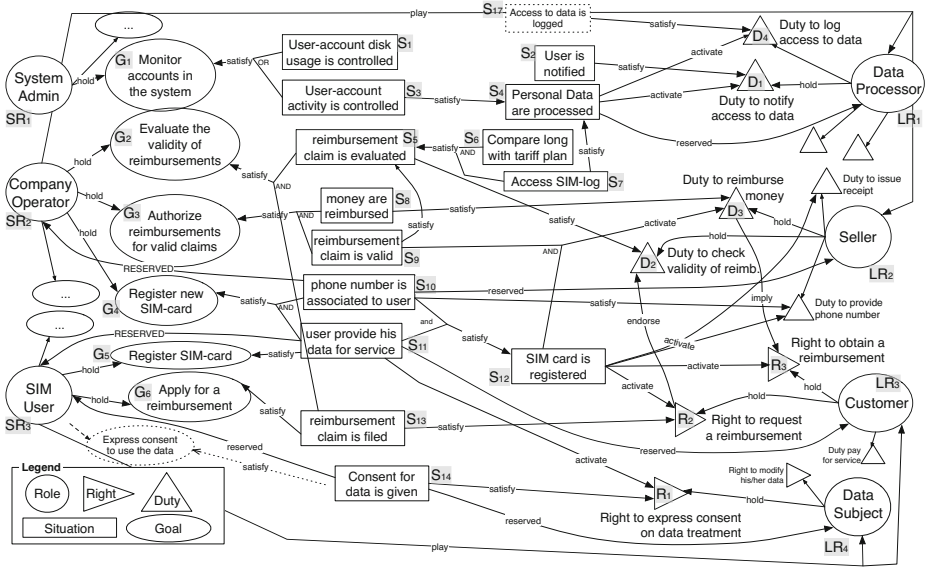 ...
play
S17
Access to data is
logged
satisfy
Duty to log
access to data
D4
G1
Monitor
accounts in
the system
satisfy
OR
User-account disk
usage is controlled
S1
S2
User is
notified
satisfy
activate
D1
hold
Data
Processor
LR1
System
Admin
SR1
hold
User-account
activity is controlled
S3
satisfy
S4
Personal Data
are processed
activate
Duty to notify
access to data
G2
Evaluate the
validity of
reimbursements
hold
satisfy
AND
reimbursement
claim is evaluated
S5
satisfy
AND
S6
Compare long
with tariff plan
satisfy
Access SIM-log
S7
reserved
Company
Operator
SR2
hold
G3
Authorize
reimbursements
for valid claims
satisfy
AND
money are
reimbursed
S8
satisfy
reimbursement
claim is valid
S9
satisfy
Duty to reimburse
money
D3
activate
AND
Duty to issue
receipt
hold
hold
Seller
LR2
D2
Duty to check
validity of reimb.
hold
RESERVED
G4
Register new
SIM-card
satisfy
AND
phone number is
associated to user
S10
reserved
satisfy
imply
Duty to provide
phone number
...
...
RESERVED
and
satisfy
endorse
activate
user provide his
data for service
S11
G5
Register SIM-card
satisfy
hold
S12
SIM card is
registered
activate
activate
Right to obtain a
reimbursement
R3
hold
SIM
User
SR3
hold
G6
Apply for a
reimbursement
satisfy
reimbursement
claim is filed
S13
satisfy
R2
hold
Right to request
a reimbursement
LR3
Customer
Express consent
to use the data
reserved
satisfy
reserved
activate
Duty pay
for service
Legend
Role
Right
Duty
Situation
Goal
Consent for
data is given
S14
satisfy
reserved
R1
hold
Right to modify
his/her data
Right to express consent
on data treatment
Data
Subject
LR4
play